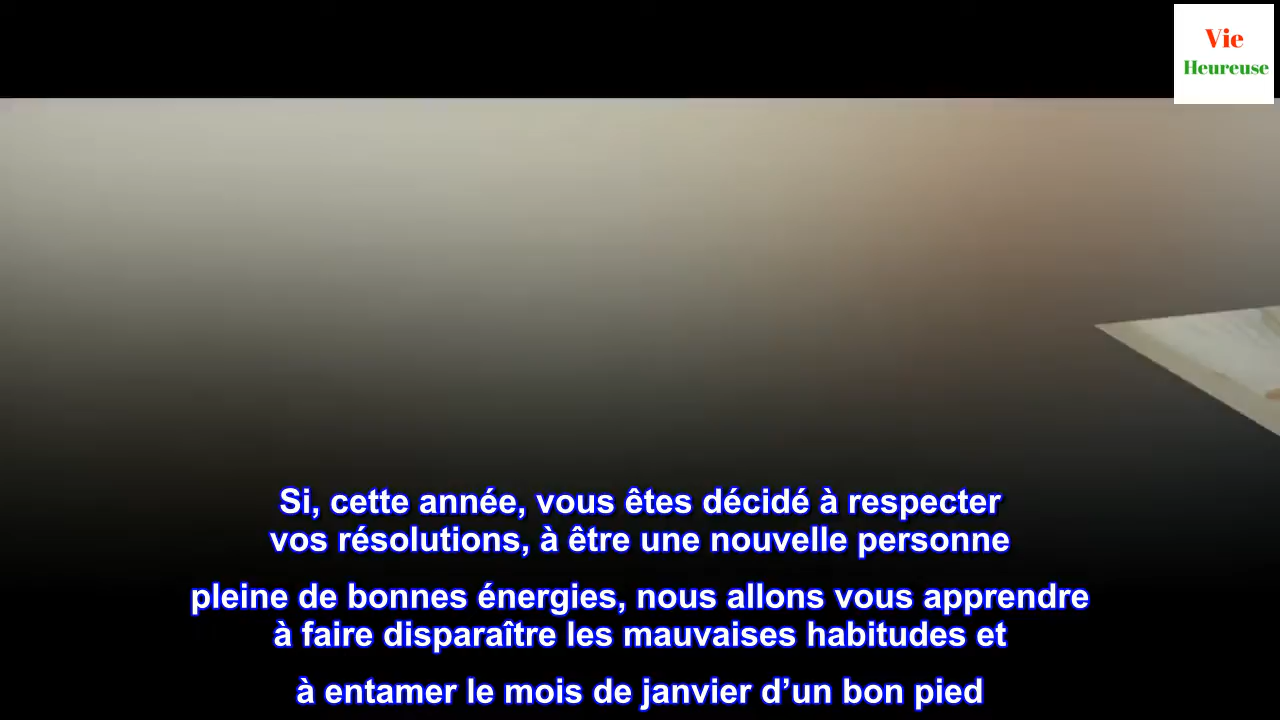 Vie
Heureuse
Si, cette année, vous êtes décidé à respecter
vos résolutions, à être une nouvelle personne
pleine de bonnes énergies, nous allons vous apprendre
à faire disparaître les mauvaises habitudes et
à entamer le mois de janvier d’un bon pied